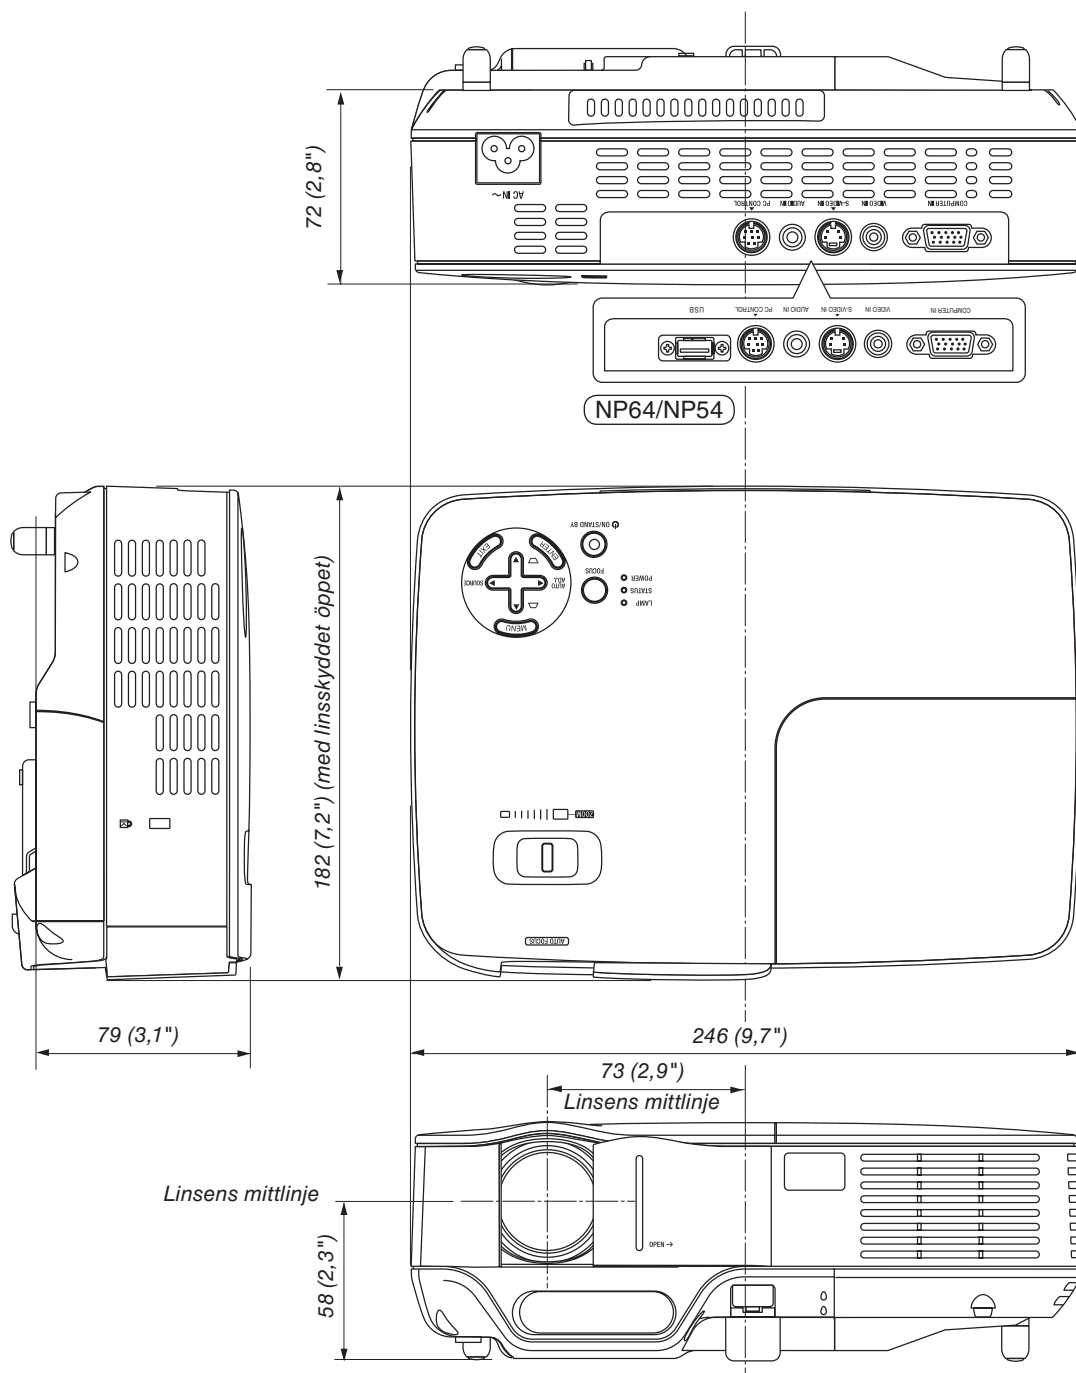 72 (2,8")
AC IN
PC CONTROL
AUDIO IN
S-VIDEO IN
VIDEO IN
COMPUTER IN
USB
PC CONTROL
AUDIO IN
S-VIDEO IN
VIDEO IN
COMPUTER IN
NP64/NP54
182 (7,2") (med linsskyddet öppet)
ON/STAND BY
EXIT
ENTER
SOURCE
AUTO ADJ.
FOCUS
POWER
STATUS
LAMP
MENU
ZOOM
AUTO FOCUS
79 (3,1")
246 (9,7")
73 (2,9")
Linsens mittlinje
Linsens mittlinje
58 (2,3")
OPEN →